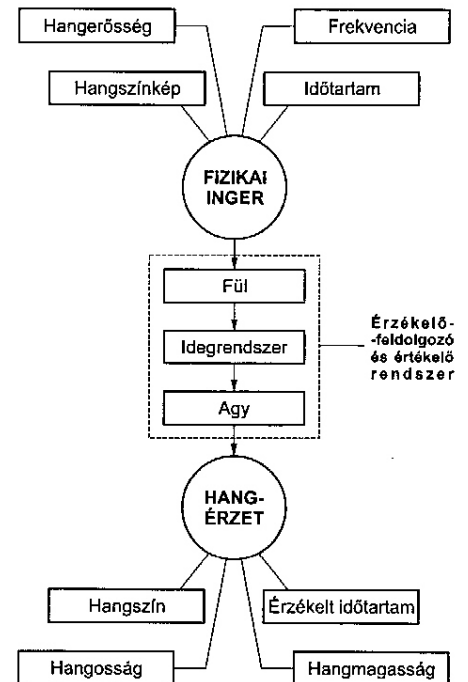 Hangerősség
Frekvencia
Hangszínkép
Időtartam
FIZIKAI
INGER
Fül
Idegrendszer
Agy
Érzékelő-
-feldolgozó
és értékelő
rendszer
HANG-
ÉRZET
Hangszín
Érzékelt időtartam
Hangosság
Hangmagasság